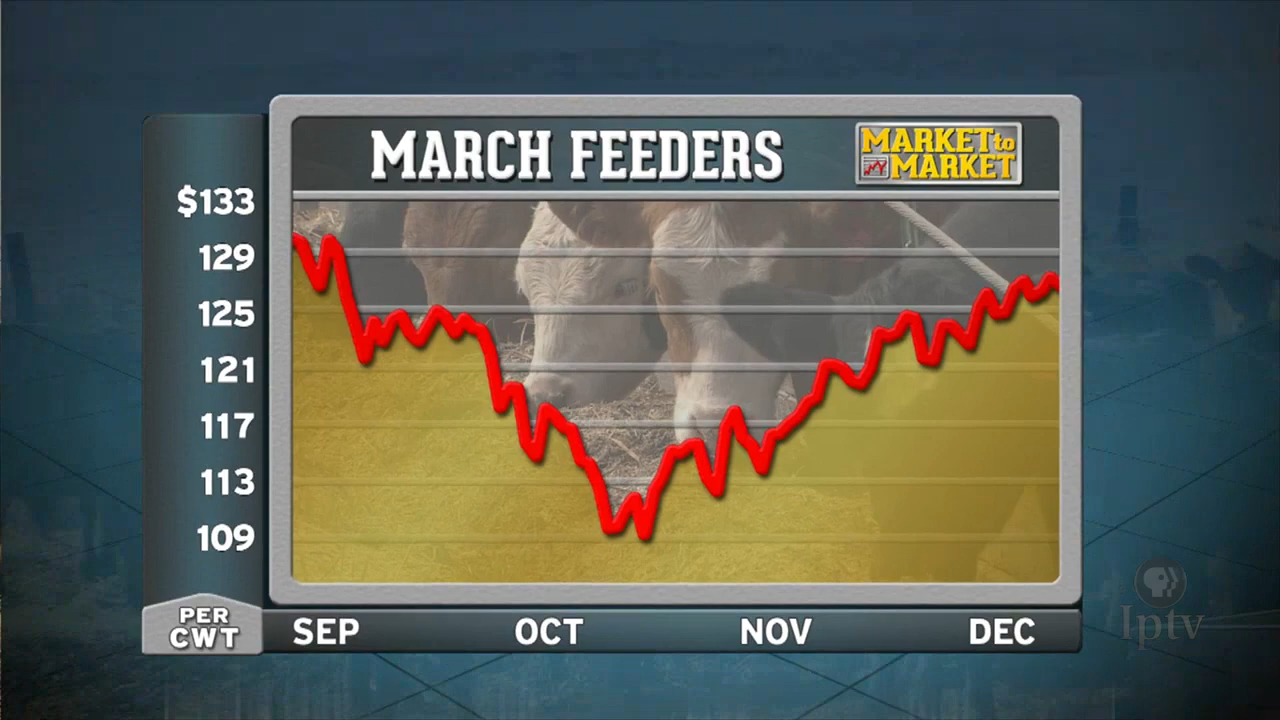 MARCH FEEDERS
MARKET to
MARKET
$133
129
125
121
117
113
109
PER
CWT
SEP OCT NOV DEC
Iptv